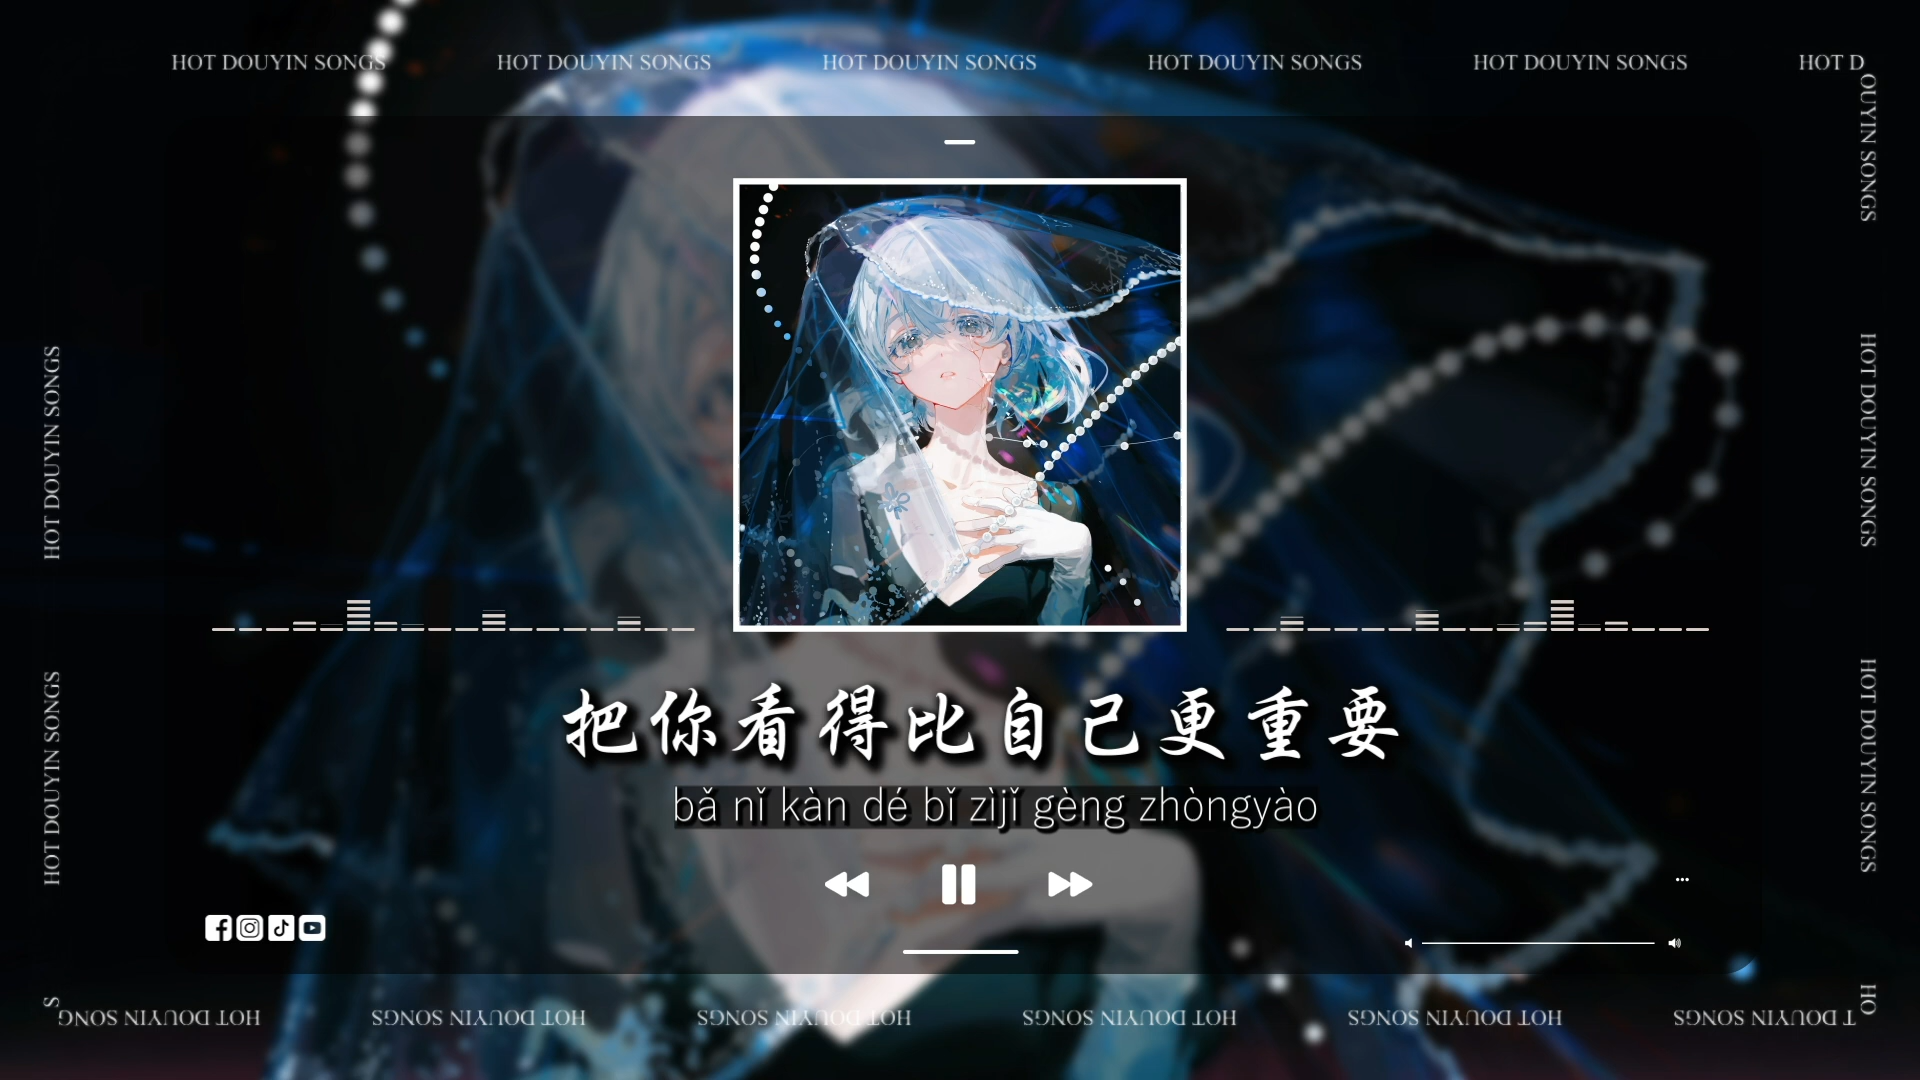 HOT DOUYIN SONGS HOT DOUYIN SONGS HOT DOUYIN SONGS HOT DOUYIN SONGS HOT DOUYIN SONGS HOT D
OUYIN SONGS
HOT DOUYIN SONGS
HOT DOUYIN SONGS
HO
HOT DOUYIN SONGS
HOT DOUYIN SONGS
把你看得比自己更重要
bǎ nǐ kàn dé bǐ zìjǐ gèng zhòngyào
T DOUYIN SONGS HOT DOUYIN SONGS HOT DOUYIN SONGS HOT DOUYIN SONGS HOT DOUYIN SONGS HOT DOUYIN SONG
S